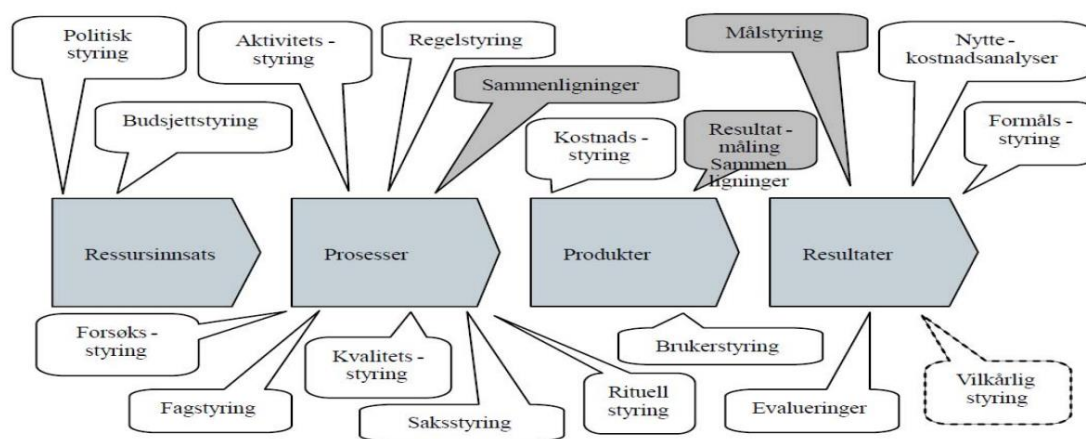 Politisk
styring
Aktivitets -
styring
Regelstyring
Målstyring
Nytte -
kostnadsanalyser
Budsjettstyring
Sammenligninger
Kostnads -
styring
Resultat -
måling
Sammen
ligninger
Formåls -
styring
Ressursinnsats
Prosesser
Produkter
Resultater
Forsøks -
styring
Fagstyring
Kvalitets -
styring
Saksstyring
Rituell
styring
Brukerstyring
Evalueringer
Vilkårlig
styring